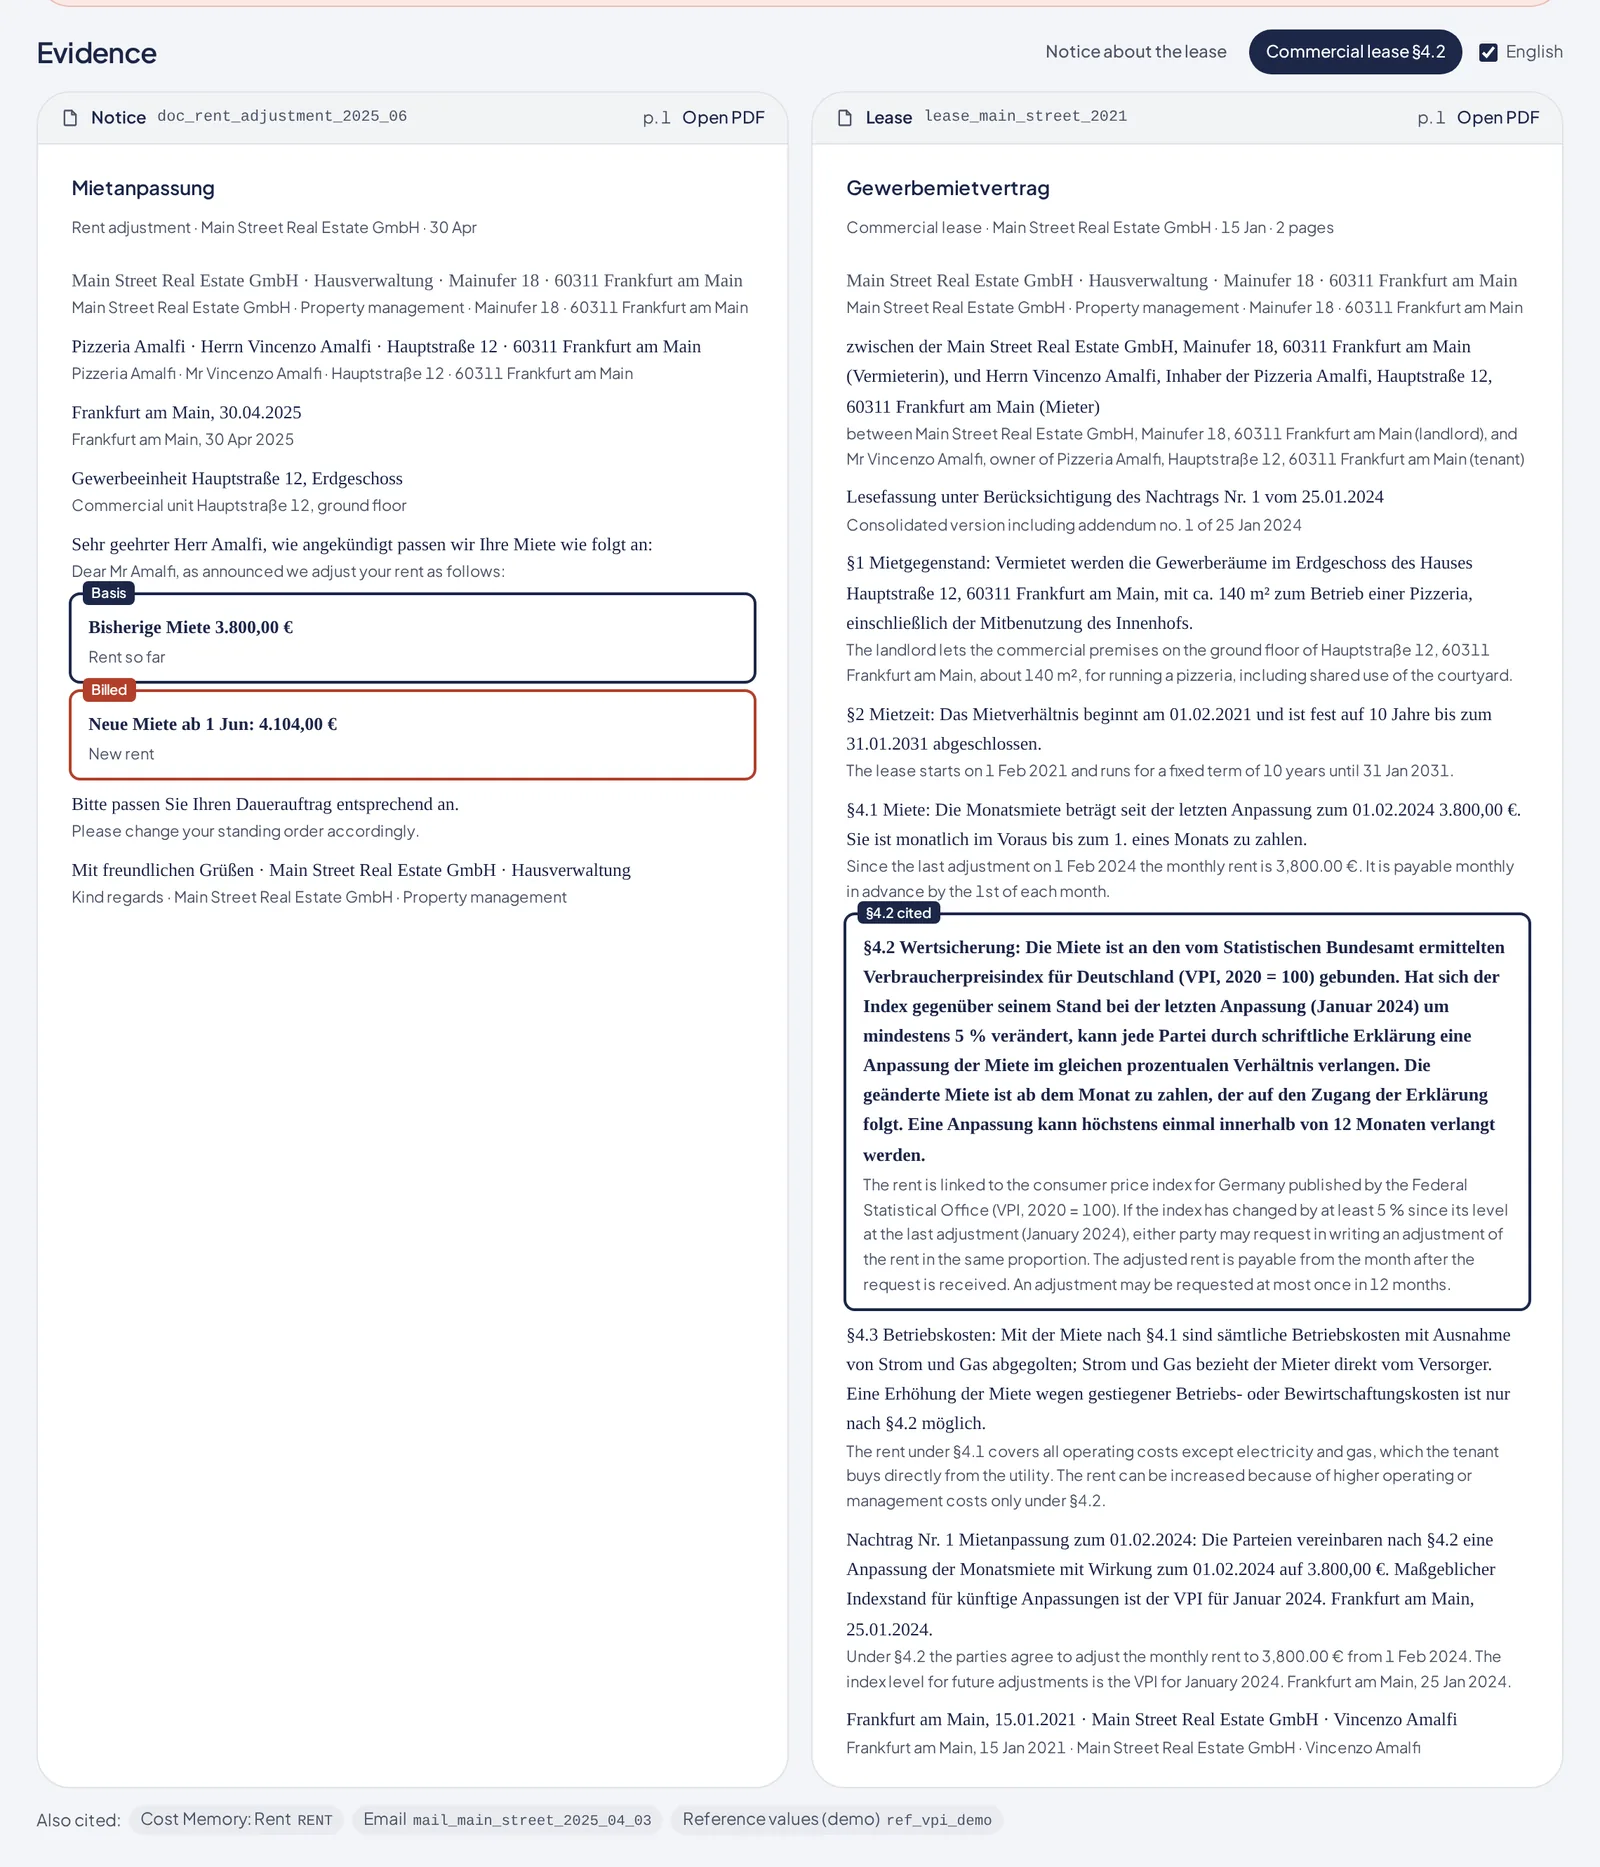 Evidence
Notice about the lease
Commercial lease §4.2
English
Notice doc_rent_adjustment_2025_06 p.1 Open PDF
Mietanpassung
Rent adjustment · Main Street Real Estate GmbH · 30 Apr
Main Street Real Estate GmbH · Hausverwaltung · Mainufer 18 · 60311 Frankfurt am Main
Main Street Real Estate GmbH · Property management · Mainufer 18 · 60311 Frankfurt am Main
Pizzeria Amalfi · Herrn Vincenzo Amalfi · Hauptstraße 12 · 60311 Frankfurt am Main
Pizzeria Amalfi · Mr Vincenzo Amalfi · Hauptstraße 12 · 60311 Frankfurt am Main
Frankfurt am Main, 30.04.2025
Frankfurt am Main, 30 Apr 2025
Gewerbeeinheit Hauptstraße 12, Erdgeschoss
Commercial unit Hauptstraße 12, ground floor
Sehr geehrter Herr Amalfi, wie angekündigt passen wir Ihre Miete wie folgt an:
Dear Mr Amalfi, as announced we adjust your rent as follows:
Basis
Bisherige Miete 3.800,00 €
Rent so far
Billed
Neue Miete ab 1 Jun: 4.104,00 €
New rent
Bitte passen Sie Ihren Dauerauftrag entsprechend an.
Please change your standing order accordingly.
Mit freundlichen Grüßen · Main Street Real Estate GmbH · Hausverwaltung
Kind regards · Main Street Real Estate GmbH · Property management
Lease lease_main_street_2021 p.1 Open PDF
Gewerbemietvertrag
Commercial lease · Main Street Real Estate GmbH · 15 Jan · 2 pages
Main Street Real Estate GmbH · Hausverwaltung · Mainufer 18 · 60311 Frankfurt am Main
Main Street Real Estate GmbH · Property management · Mainufer 18 · 60311 Frankfurt am Main
zwischen der Main Street Real Estate GmbH, Mainufer 18, 60311 Frankfurt am Main
(Vermieterin), und Herrn Vincenzo Amalfi, Inhaber der Pizzeria Amalfi, Hauptstraße 12,
60311 Frankfurt am Main (Mieter)
between Main Street Real Estate GmbH, Mainufer 18, 60311 Frankfurt am Main (landlord), and
Mr Vincenzo Amalfi, owner of Pizzeria Amalfi, Hauptstraße 12, 60311 Frankfurt am Main (tenant)
Lesefassung unter Berücksichtigung des Nachtrags Nr. 1 vom 25.01.2024
Consolidated version including addendum no. 1 of 25 Jan 2024
§1 Mietgegenstand: Vermietet werden die Gewerberäume im Erdgeschoss des Hauses
Hauptstraße 12, 60311 Frankfurt am Main, mit ca. 140 m² zum Betrieb einer Pizzeria,
einschließlich der Mitbenutzung des Innenhofs.
The landlord lets the commercial premises on the ground floor of Hauptstraße 12, 60311
Frankfurt am Main, about 140 m², for running a pizzeria, including shared use of the courtyard.
§2 Mietzeit: Das Mietverhältnis beginnt am 01.02.2021 und ist fest auf 10 Jahre bis zum
31.01.2031 abgeschlossen.
The lease starts on 1 Feb 2021 and runs for a fixed term of 10 years until 31 Jan 2031.
§4.1 Miete: Die Monatsmiete beträgt seit der letzten Anpassung zum 01.02.2024 3.800,00 €.
Sie ist monatlich im Voraus bis zum 1. eines Monats zu zahlen.
Since the last adjustment on 1 Feb 2024 the monthly rent is 3,800.00 €. It is payable monthly
in advance by the 1st of each month.
§4.2 cited
§4.2 Wertsicherung: Die Miete ist an den vom Statistischen Bundesamt ermittelten
Verbraucherpreisindex für Deutschland (VPI, 2020 = 100) gebunden. Hat sich der
Index gegenüber seinem Stand bei der letzten Anpassung (Januar 2024) um
mindestens 5 % verändert, kann jede Partei durch schriftliche Erklärung eine
Anpassung der Miete im gleichen prozentualen Verhältnis verlangen. Die
geänderte Miete ist ab dem Monat zu zahlen, der auf den Zugang der Erklärung
folgt. Eine Anpassung kann höchstens einmal innerhalb von 12 Monaten verlangt
werden.
The rent is linked to the consumer price index for Germany published by the Federal
Statistical Office (VPI, 2020 = 100). If the index has changed by at least 5 % since its level
at the last adjustment (January 2024), either party may request in writing an adjustment of
the rent in the same proportion. The adjusted rent is payable from the month after the
request is received. An adjustment may be requested at most once in 12 months.
§4.3 Betriebskosten: Mit der Miete nach §4.1 sind sämtliche Betriebskosten mit Ausnahme
von Strom und Gas abgegolten; Strom und Gas bezieht der Mieter direkt vom Versorger.
Eine Erhöhung der Miete wegen gestiegener Betriebs- oder Bewirtschaftungskosten ist nur
nach §4.2 möglich.
The rent under §4.1 covers all operating costs except electricity and gas, which the tenant
buys directly from the utility. The rent can be increased because of higher operating or
management costs only under §4.2.
Nachtrag Nr. 1 Mietanpassung zum 01.02.2024: Die Parteien vereinbaren nach §4.2 eine
Anpassung der Monatsmiete mit Wirkung zum 01.02.2024 auf 3.800,00 €. Maßgeblicher
Indexstand für künftige Anpassungen ist der VPI für Januar 2024. Frankfurt am Main,
25.01.2024.
Under §4.2 the parties agree to adjust the monthly rent to 3,800.00 € from 1 Feb 2024. The
index level for future adjustments is the VPI for January 2024. Frankfurt am Main, 25 Jan 2024.
Frankfurt am Main, 15.01.2021 · Main Street Real Estate GmbH · Vincenzo Amalfi
Frankfurt am Main, 15 Jan 2021 · Main Street Real Estate GmbH · Vincenzo Amalfi
Also cited: Cost Memory: Rent RENT Email mail_main_street_2025_04_03 Reference values (demo) ref_vpi_demo